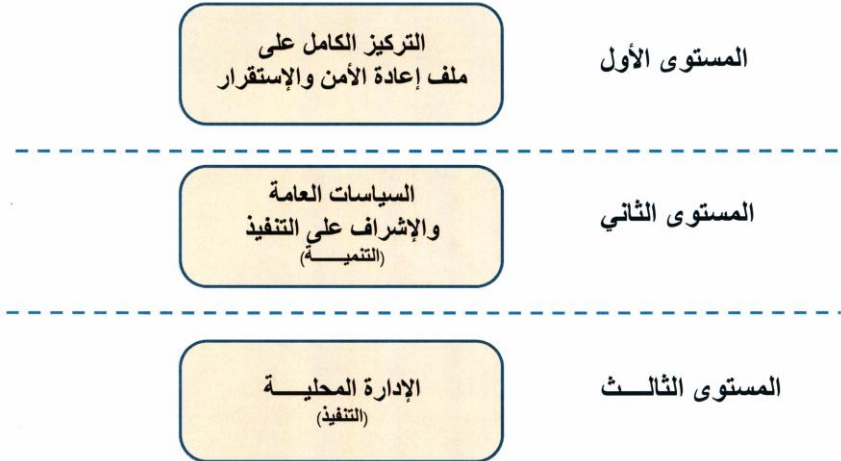 المستوى الأول
التركيز الكامل على
ملف إعادة الأمن والإستقرار
المستوى الثاني
السياسات العامة
والإشراف على التنفيذ
(التنميـــــة)
المستوى الثالـــث
الإدارة المحليـــــة
(التنفيذ)